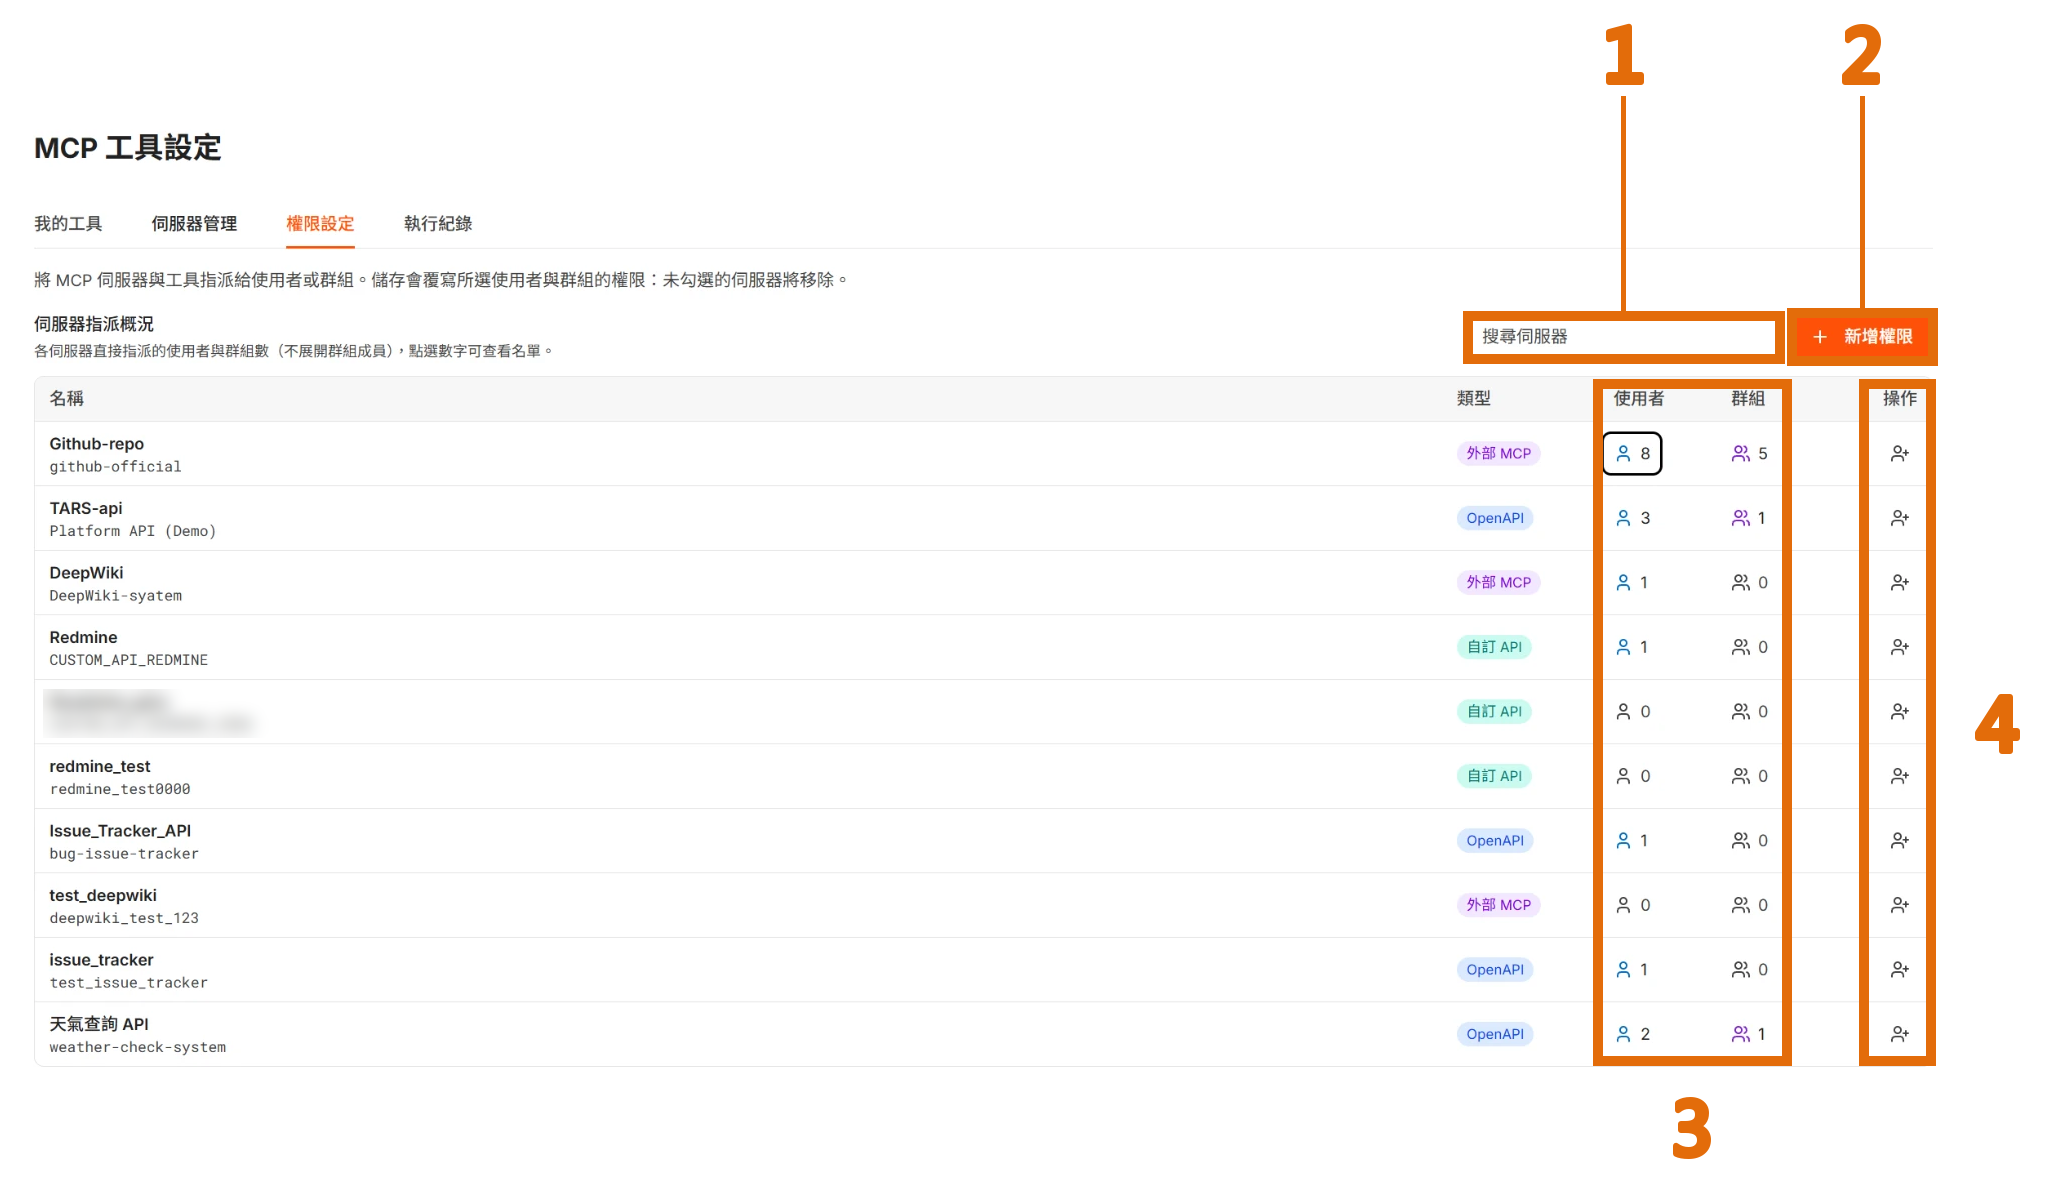 1
2
MCP 工具設定
我的工具 伺服器管理 權限設定 執行紀錄
將 MCP 伺服器與工具指派給使用者或群組。儲存會覆寫所選使用者與群組的權限：未勾選的伺服器將移除。
伺服器指派概況
各伺服器直接指派的使用者與群組數（不展開群組成員），點選數字可查看名單。
搜尋伺服器
+ 新增權限
名稱 類型 使用者 群組 操作
Github-repo
github-official
外部 MCP 8 5
TARS-api
Platform API (Demo)
OpenAPI 3 1
DeepWiki
DeepWiki-syatem
外部 MCP 1 0
Redmine
CUSTOM_API_REDMINE
自訂 API 1 0
自訂 API 0 0
redmine_test
redmine_test0000
自訂 API 0 0
Issue_Tracker_API
bug-issue-tracker
OpenAPI 1 0
test_deepwiki
deepwiki_test_123
外部 MCP 0 0
issue_tracker
test_issue_tracker
OpenAPI 1 0
天氣查詢 API
weather-check-system
OpenAPI 2 1
4
3